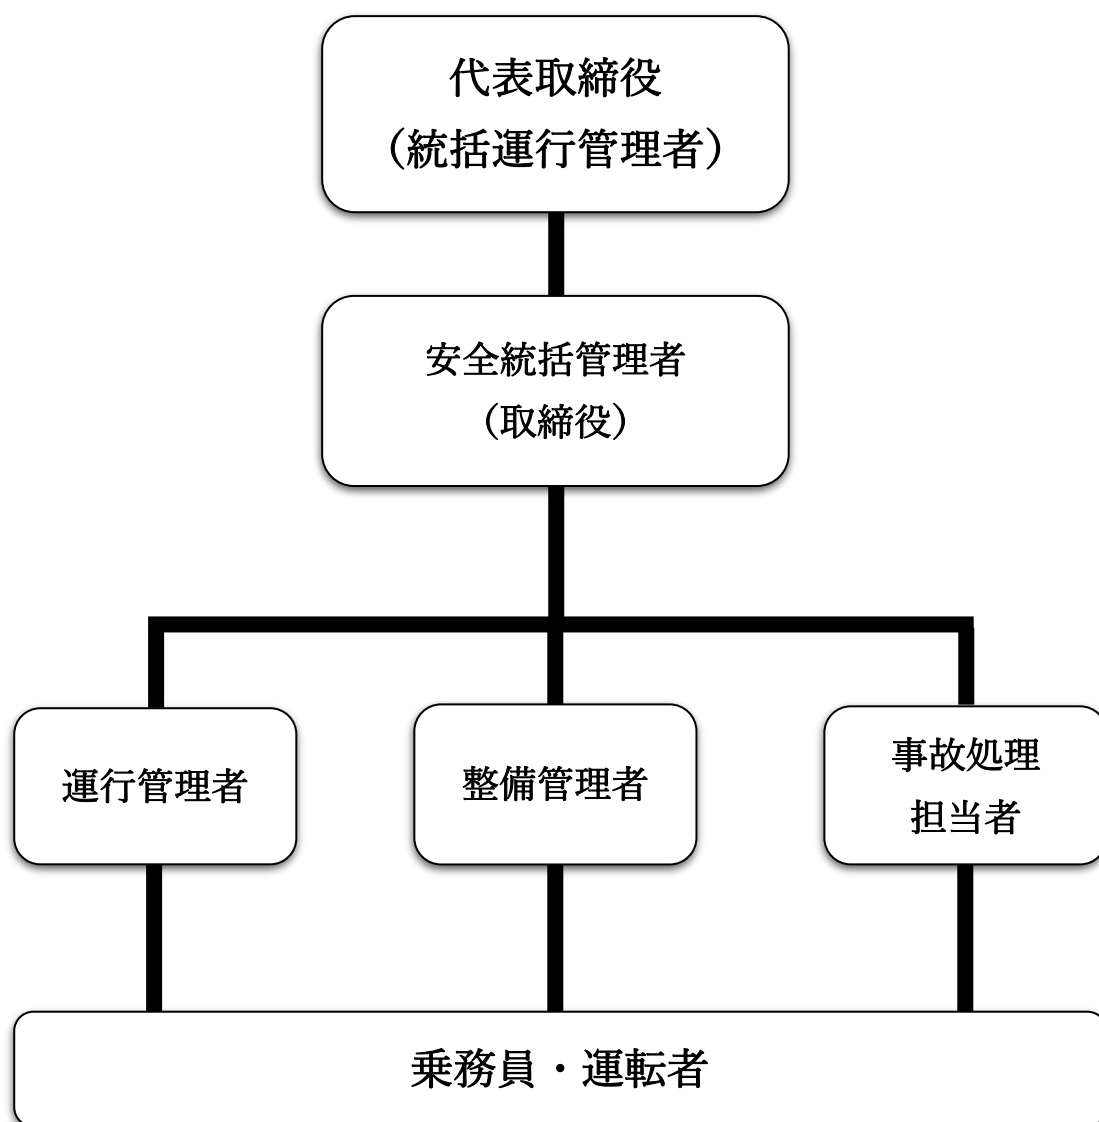 代表取締役
（統括運行管理者）
安全統括管理者
（取締役）
運行管理者
整備管理者
事故処理
担当者
乗務員・運転者